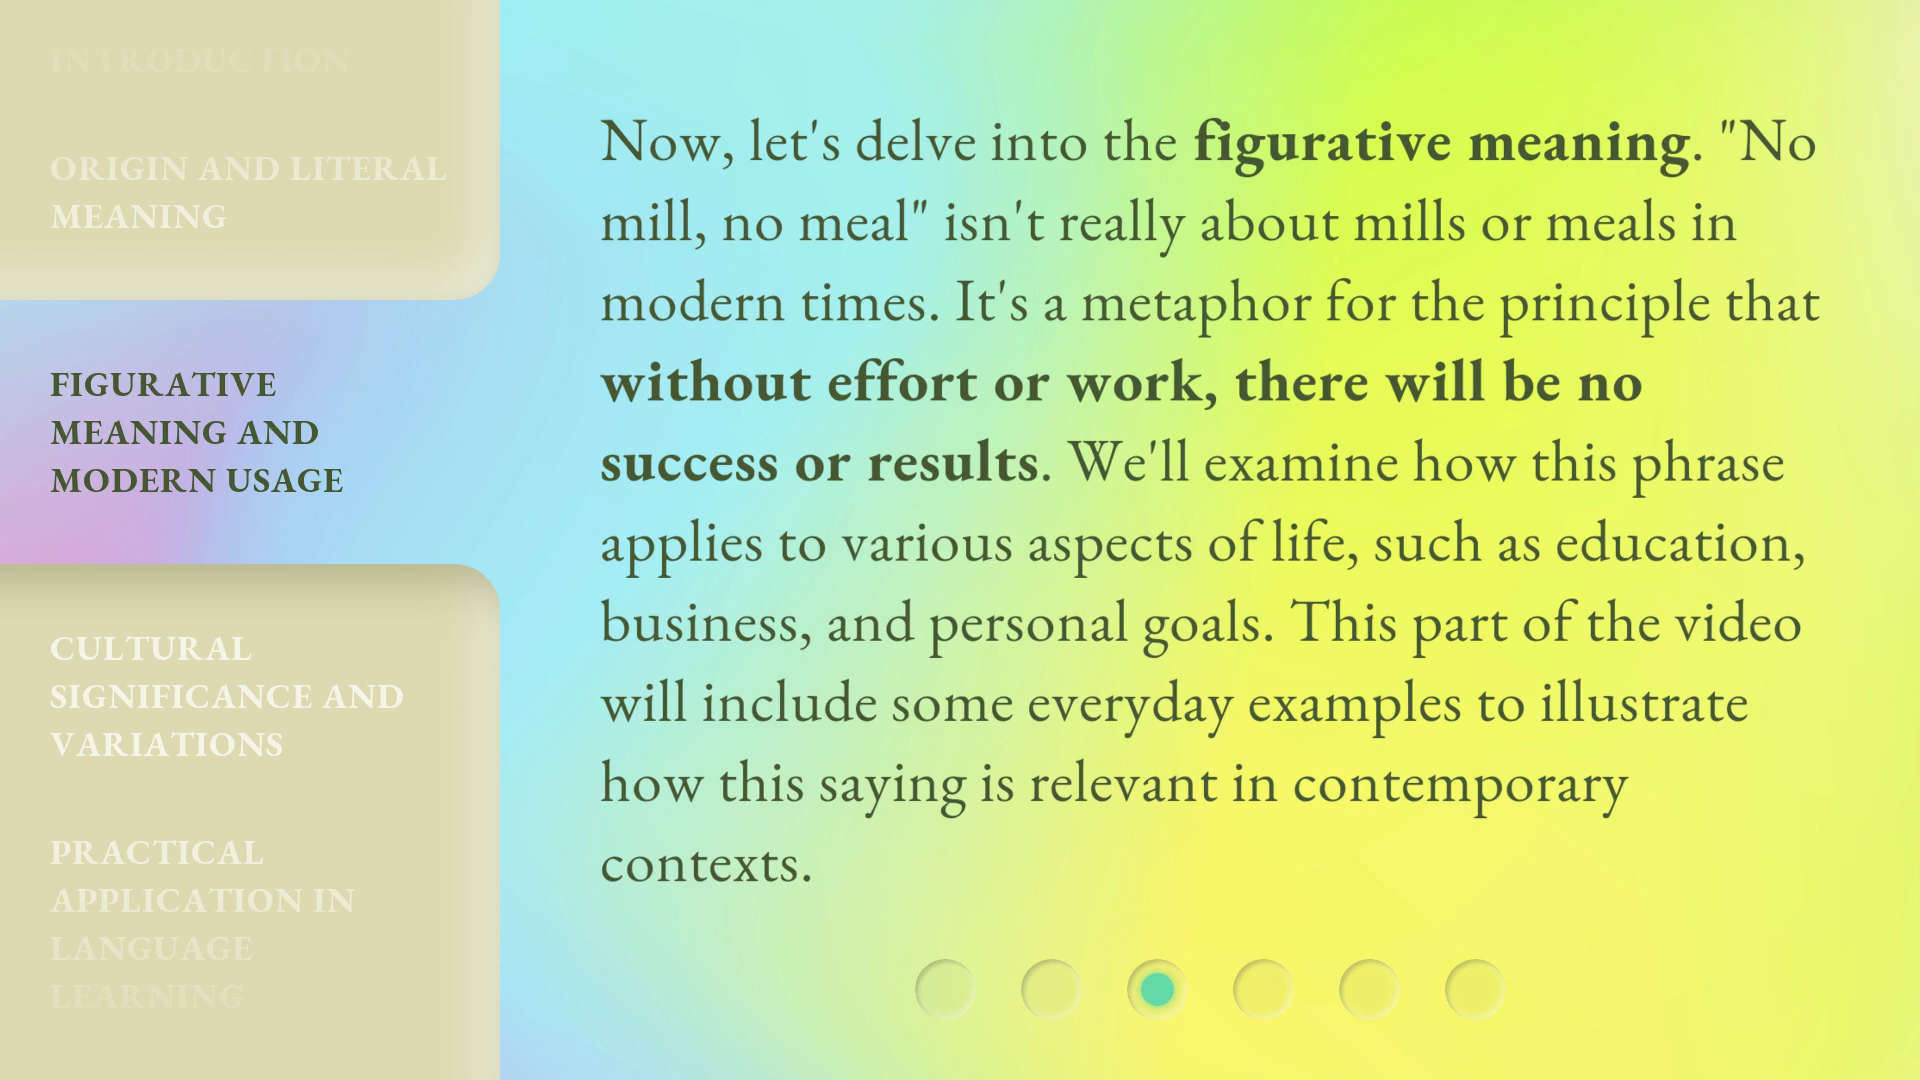 INTRODUCTION
ORIGIN AND LITERAL
MEANING
FIGURATIVE
MEANING AND
MODERN USAGE
CULTURAL
SIGNIFICANCE AND
VARIATIONS
PRACTICAL
APPLICATION IN
LANGUAGE
LEARNING
Now, let's delve into the figurative meaning. "No
mill, no meal" isn't really about mills or meals in
modern times. It's a metaphor for the principle that
without effort or work, there will be no
success or results. We'll examine how this phrase
applies to various aspects of life, such as education,
business, and personal goals. This part of the video
will include some everyday examples to illustrate
how this saying is relevant in contemporary
contexts.